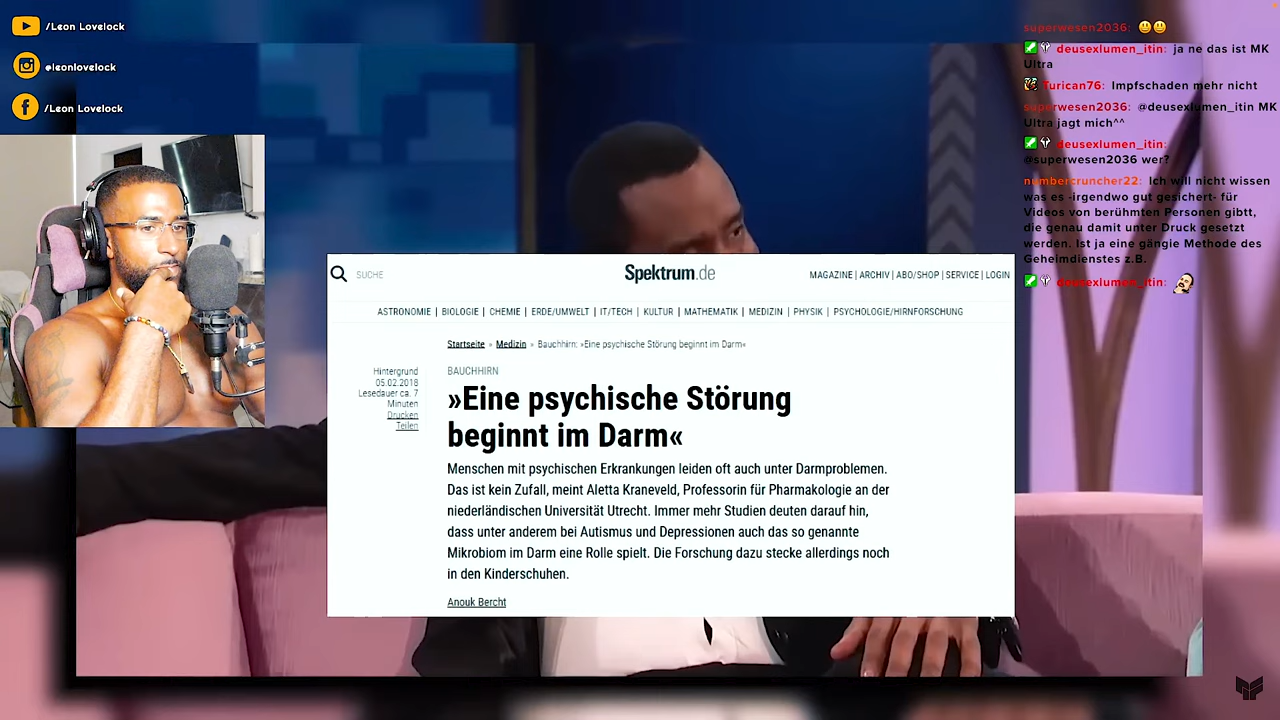 /Leon Lovelock
@leonlovelock
/Leon Lovelock
superwesen2036:
deusexlumen_itin: ja ne das ist MK
Ultra
Turican76: Impfschaden mehr nicht
superwesen2036: @deusexlumen_itin MK
Ultra jagt mich^^
deusexlumen_itin:
@superwesen2036 wer?
numbercruncher22: Ich will nicht wissen
was es -irgendwo gut gesichert- für
Videos von berühmten Personen gibtt,
die genau damit unter Druck gesetzt
werden. Ist ja eine gängie Methode des
Geheimdienstes z.B.
deusexlumen_itin:
SUCHE
Spektrum.de
MAGAZINE | ARCHIV | ABO/SHOP | SERVICE | LOGIN
ASTRONOMIE | BIOLOGIE | CHEMIE | ERDE/UMWELT | IT/TECH | KULTUR | MATHEMATIK | MEDIZIN | PHYSIK | PSYCHOLOGIE/HIRNFORSCHUNG
Startseite » Medizin » Bauchhirn: »Eine psychische Störung beginnt im Darm«
Hintergrund
05.02.2018
Lesedauer ca. 7
Minuten
Drucken
Teilen
BAUCHHIRN
»Eine psychische Störung
beginnt im Darm«
Menschen mit psychischen Erkrankungen leiden oft auch unter Darmproblemen.
Das ist kein Zufall, meint Aletta Kraneveld, Professorin für Pharmakologie an der
niederländischen Universität Utrecht. Immer mehr Studien deuten darauf hin,
dass unter anderem bei Autismus und Depressionen auch das so genannte
Mikrobiom im Darm eine Rolle spielt. Die Forschung dazu stecke allerdings noch
in den Kinderschuhen.
Anouk Bercht